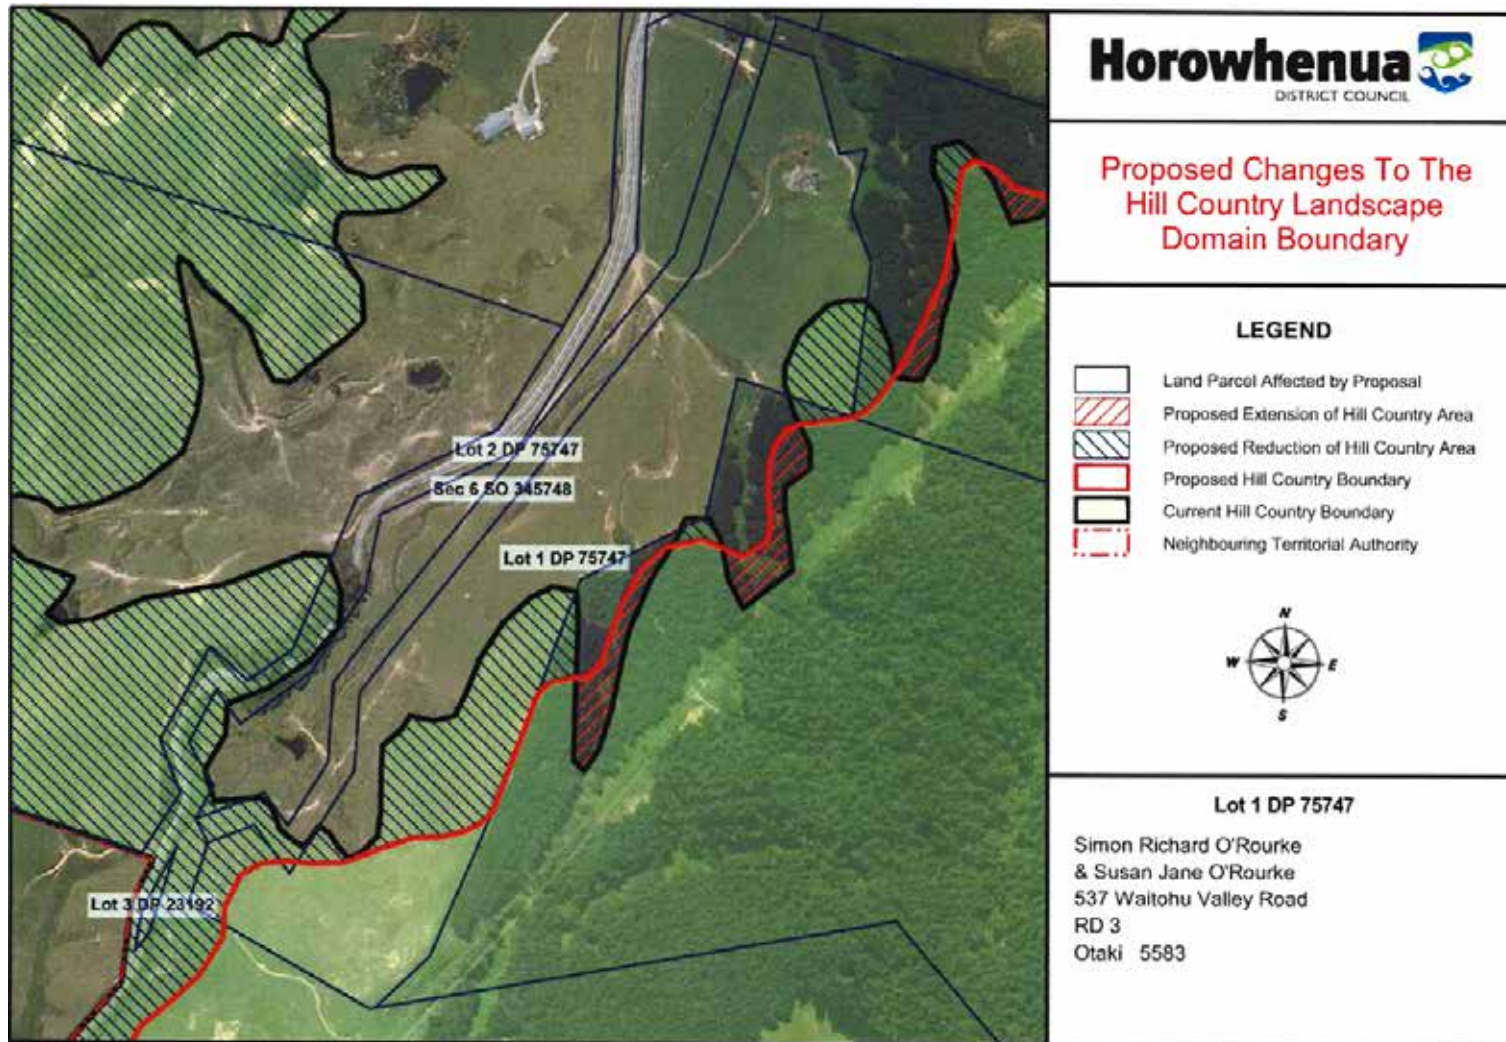 Horowhenua
DISTRICT COUNCIL
Proposed Changes To The
Hill Country Landscape
Domain Boundary
LEGEND
Land Parcel Affected by Proposal
Proposed Extension of Hill Country Area
Proposed Reduction of Hill Country Area
Proposed Hill Country Boundary
Current Hill Country Boundary
Neighbouring Territorial Authority
N
W
E
S
Lot 1 DP 75747
Simon Richard O'Rourke
& Susan Jane O'Rourke
537 Waitohu Valley Road
RD 3
Otaki 5583
Lot 2 DP 75747
Sec 6 SO 345748
Lot 1 DP 75747
Lot 3 DP 23192